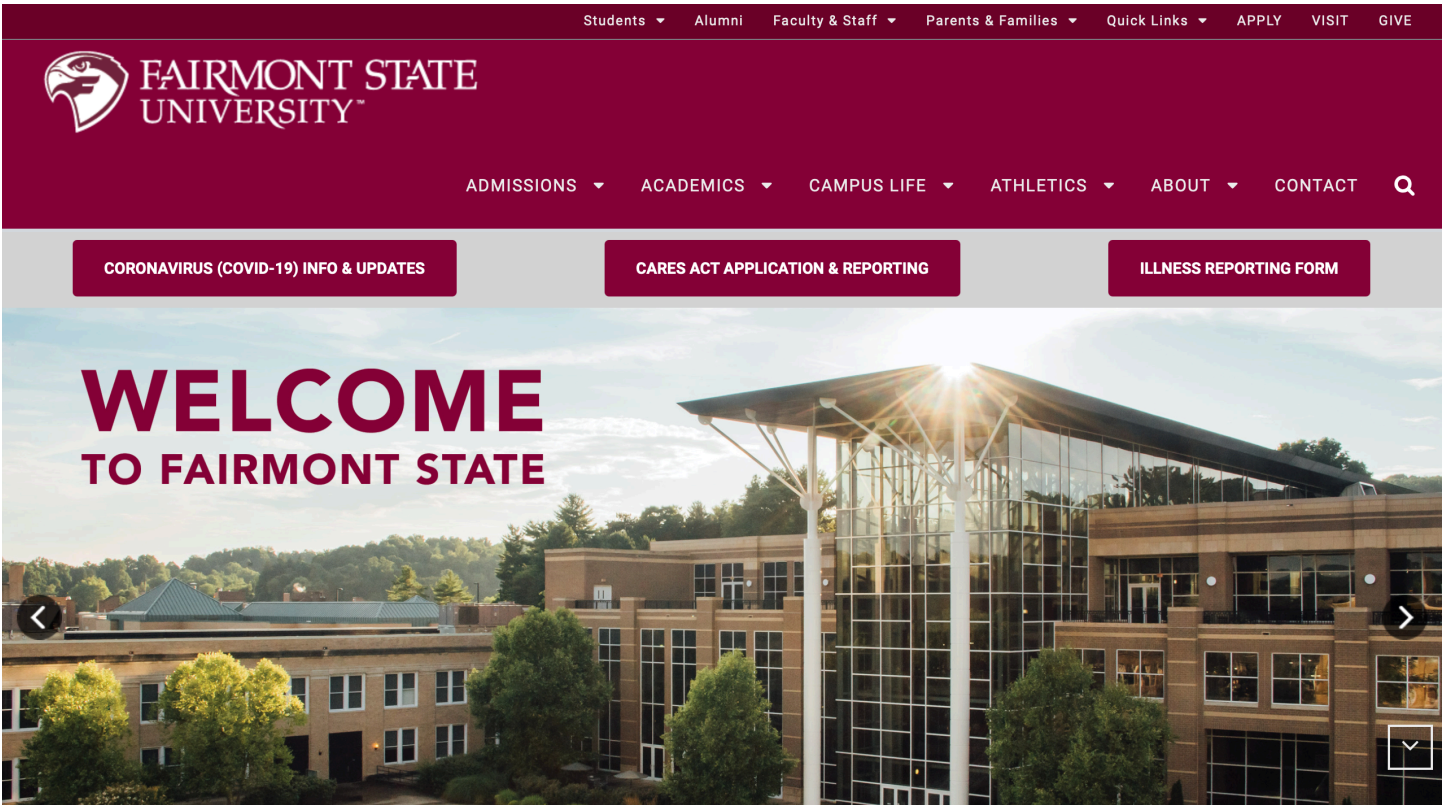 Students Alumni Faculty & Staff Parents & Families Quick Links APPLY VISIT GIVE
FAIRMONT STATE
UNIVERSITY™
ADMISSIONS ACADEMICS CAMPUS LIFE ATHLETICS ABOUT CONTACT
CORONAVIRUS (COVID-19) INFO & UPDATES CARES ACT APPLICATION & REPORTING ILLNESS REPORTING FORM
WELCOME
TO FAIRMONT STATE